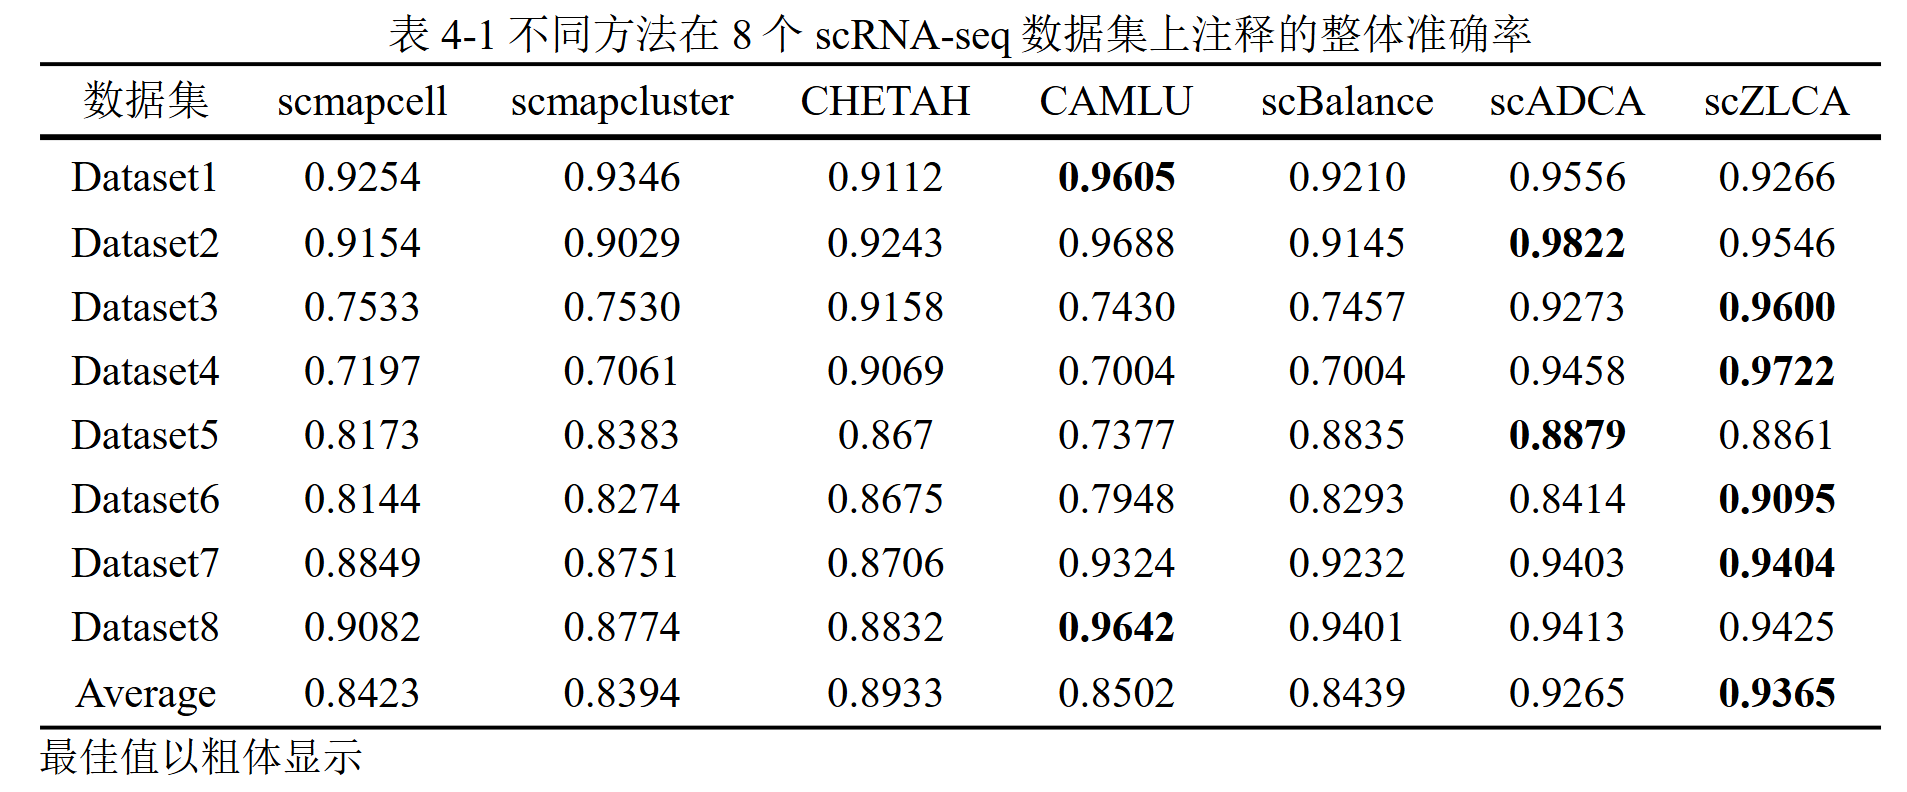 表 4-1 不同方法在 8 个 scRNA-seq 数据集上注释的整体准确率
数据集 scmapcell scmapcluster CHETAH CAMLU scBalance scADCA scZLCA
Dataset1 0.9254 0.9346 0.9112 0.9605 0.9210 0.9556 0.9266
Dataset2 0.9154 0.9029 0.9243 0.9688 0.9145 0.9822 0.9546
Dataset3 0.7533 0.7530 0.9158 0.7430 0.7457 0.9273 0.9600
Dataset4 0.7197 0.7061 0.9069 0.7004 0.7004 0.9458 0.9722
Dataset5 0.8173 0.8383 0.867 0.7377 0.8835 0.8879 0.8861
Dataset6 0.8144 0.8274 0.8675 0.7948 0.8293 0.8414 0.9095
Dataset7 0.8849 0.8751 0.8706 0.9324 0.9232 0.9403 0.9404
Dataset8 0.9082 0.8774 0.8832 0.9642 0.9401 0.9413 0.9425
Average 0.8423 0.8394 0.8933 0.8502 0.8439 0.9265 0.9365
最佳值以粗体显示